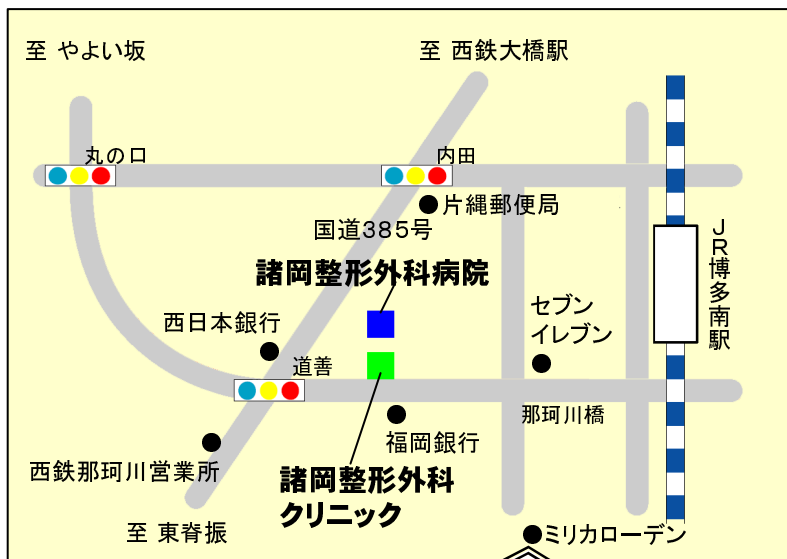 至 やよい坂
至 西鉄大橋駅
丸の口
内田
片縄郵便局
国道385号
JR博多南駅
諸岡整形外科病院
セブン
イレブン
西日本銀行
道善
那珂川橋
福岡銀行
西鉄那珂川営業所
諸岡整形外科
クリニック
至 東脊振
ミリカローデン